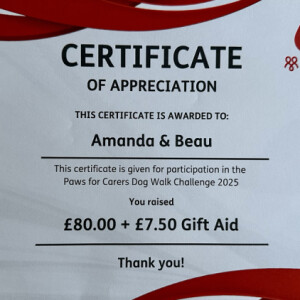 CERTIFICATE
OF APPRECIATION
THIS CERTIFICATE IS AWARDED TO:
Amanda & Beau
This certificate is given for participation in the
Paws for Carers Dog Walk Challenge 2025
You raised
£80.00 + £7.50 Gift Aid
Thank you!